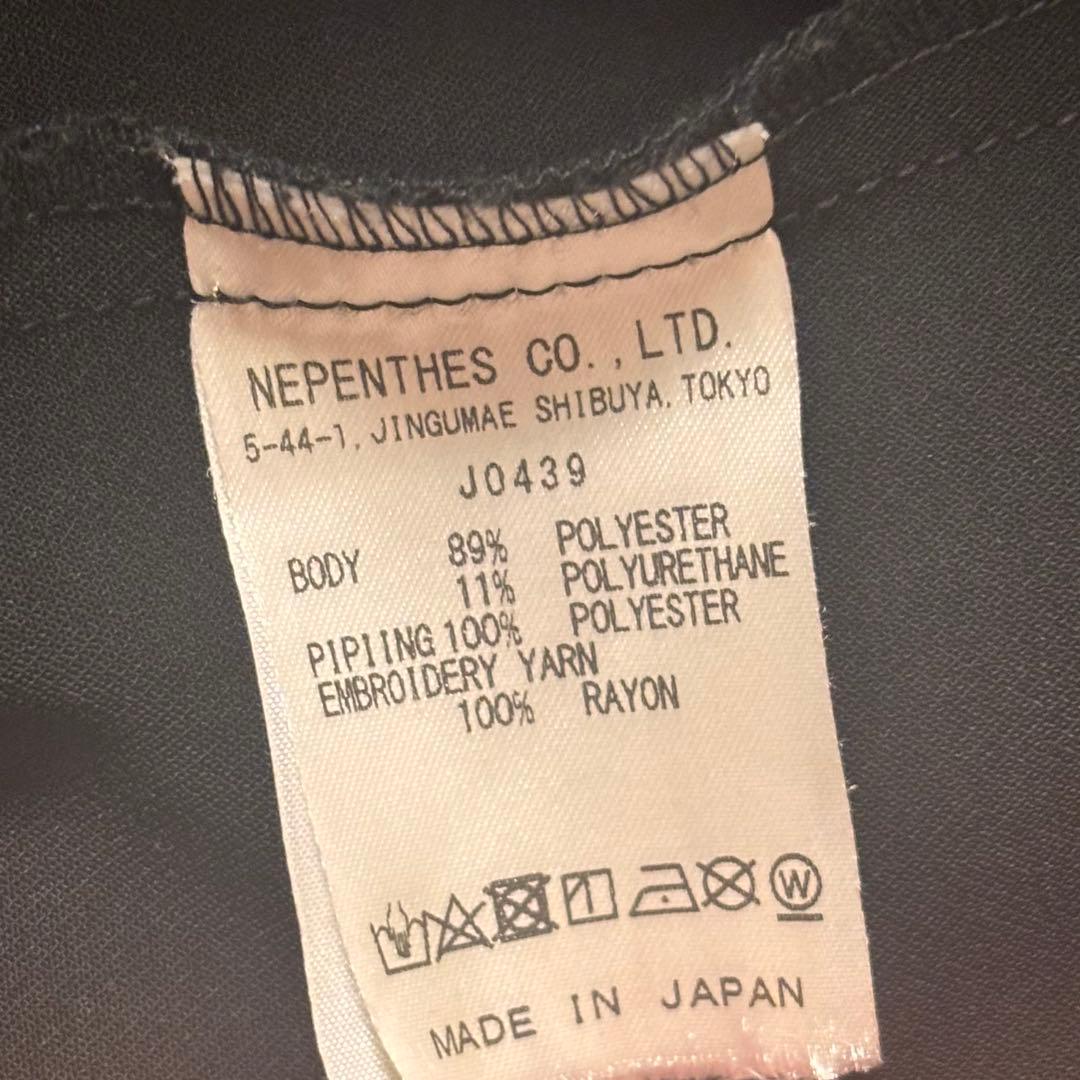 NEPENTHES CO., LTD.
5-44-1, JINGUMAE SHIBUYA, TOKYO
J0439
BODY 89% POLYESTER
11% POLYURETHANE
PIPIING 100% POLYESTER
EMBROIDERY YARN
100% RAYON
W
MADE IN JAPAN